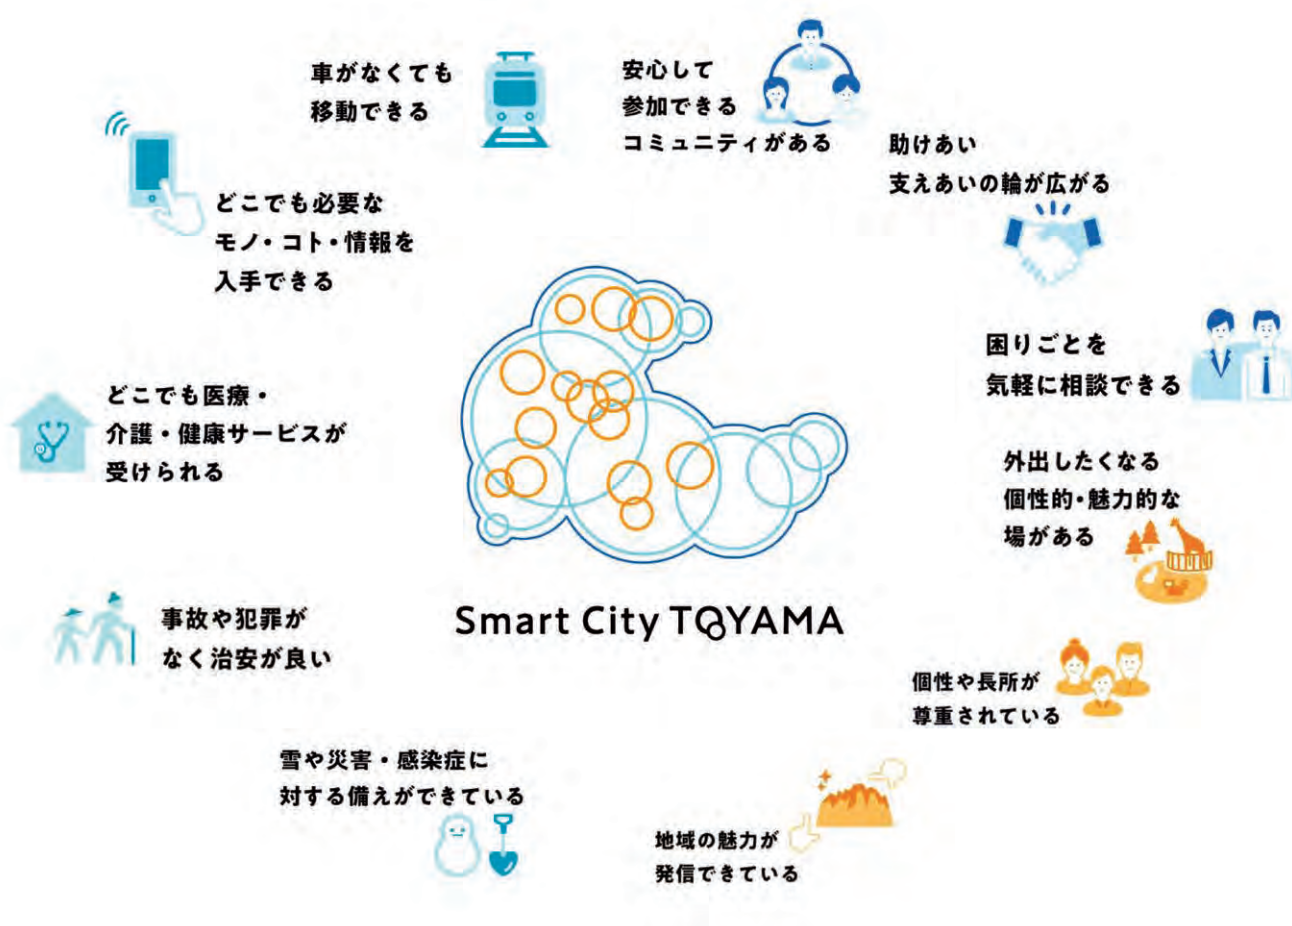 車がなくても
移動できる
安心して
参加できる
コミュニティがある
助けあい
支えあいの輪が広がる
どこでも必要な
モノ・コト・情報を
入手できる
困りごとを
気軽に相談できる
どこでも医療・
介護・健康サービスが
受けられる
外出したくなる
個性的・魅力的な
場がある
Smart City TOYAMA
事故や犯罪が
なく治安が良い
個性や長所が
尊重されている
雪や災害・感染症に
対する備えができている
地域の魅力が
発信できている